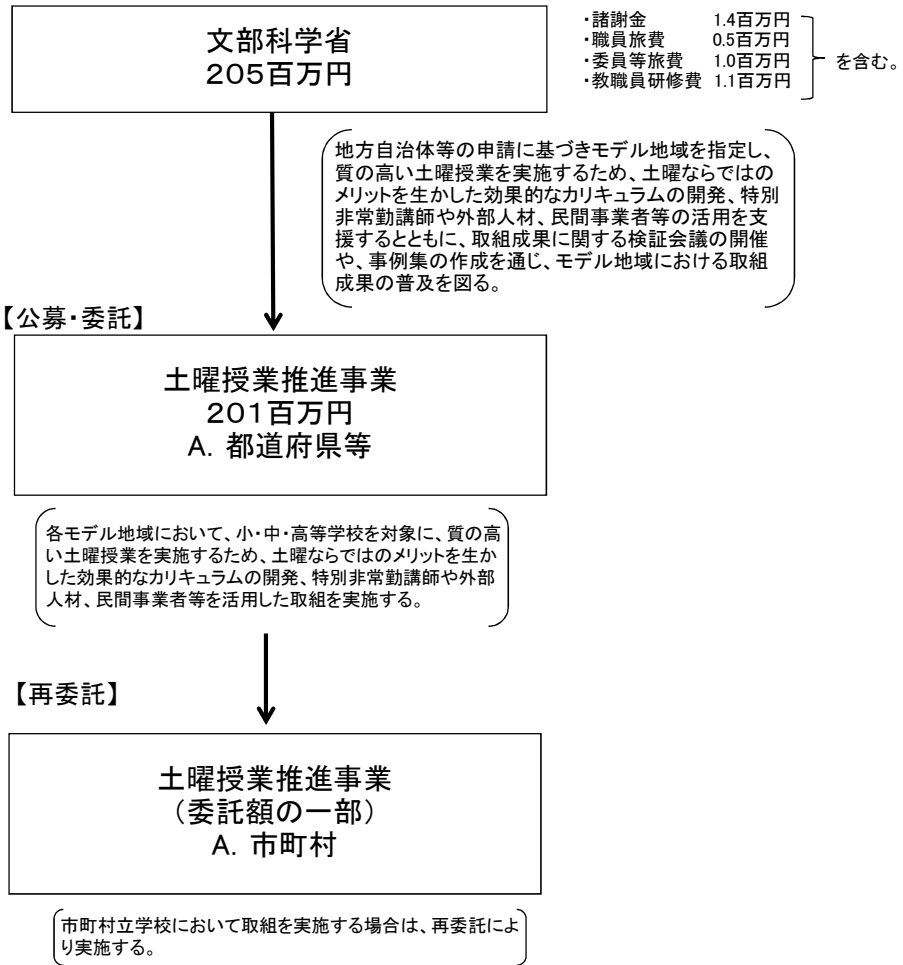 文部科学省
205百万円
・諸謝金 1.4百万円
・職員旅費 0.5百万円
・委員等旅費 1.0百万円
・教職員研修費 1.1百万円
を含む。
地方自治体等の申請に基づきモデル地域を指定し、
質の高い土曜授業を実施するため、土曜ならではの
メリットを生かした効果的なカリキュラムの開発、特別
非常勤講師や外部人材、民間事業者等の活用を支
援するとともに、取組成果に関する検証会議の開催
や、事例集の作成を通じ、モデル地域における取組
成果の普及を図る。
【公募・委託】
土曜授業推進事業
201百万円
A. 都道府県等
各モデル地域において、小・中・高等学校を対象に、質の高
い土曜授業を実施するため、土曜ならではのメリットを生か
した効果的なカリキュラムの開発、特別非常勤講師や外部
人材、民間事業者等を活用した取組を実施する。
【再委託】
土曜授業推進事業
（委託額の一部）
A. 市町村
市町村立学校において取組を実施する場合は、再委託によ
り実施する。